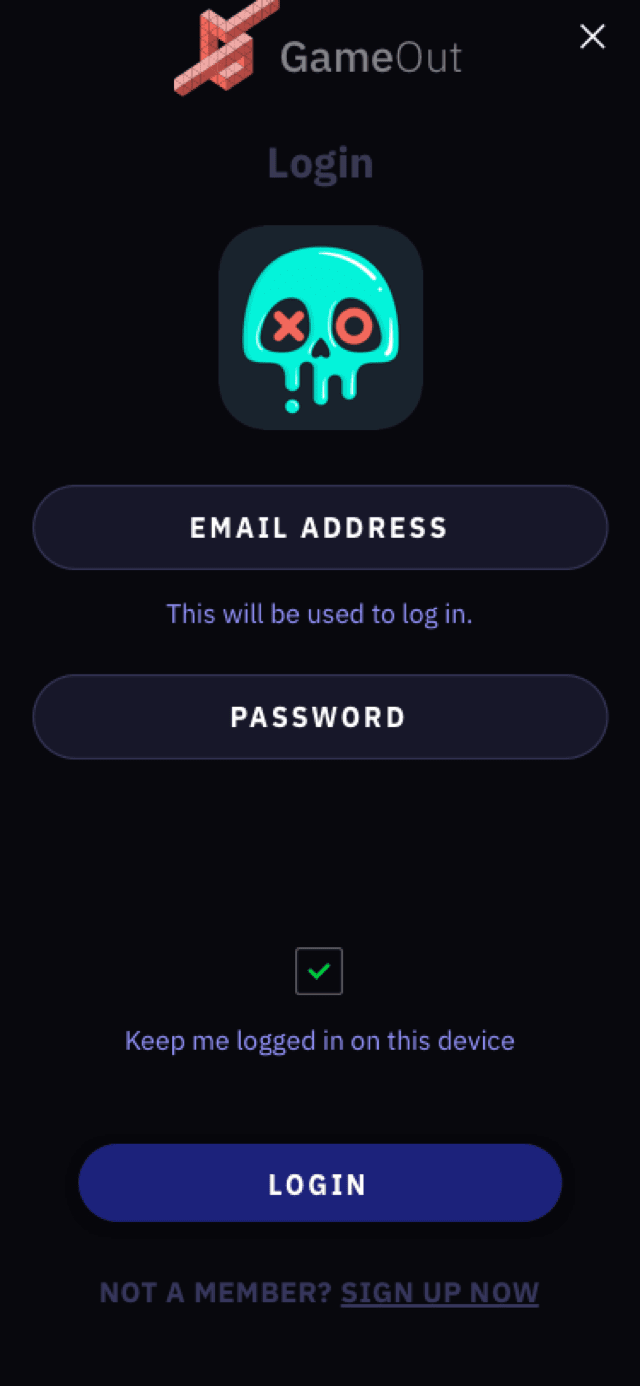 GameOut
Login
EMAIL ADDRESS
This will be used to log in.
PASSWORD
Keep me logged in on this device
LOGIN
NOT A MEMBER? SIGN UP NOW